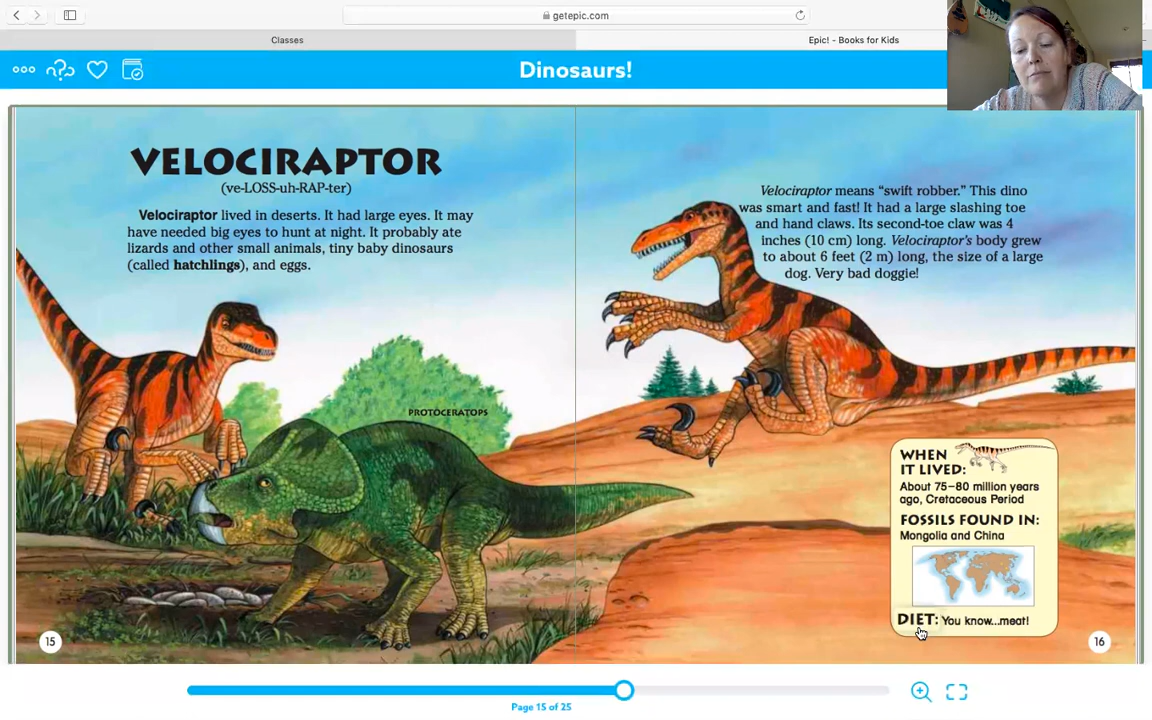 getepic.com
Classes
Epic! - Books for Kids
Dinosaurs!
VELOCIRAPTOR
(ve-LOSS-uh-RAP-ter)
Velociraptor lived in deserts. It had large eyes. It may
have needed big eyes to hunt at night. It probably ate
lizards and other small animals, tiny baby dinosaurs
(called hatchlings), and eggs.
PROTOCERATOPS
15
Velociraptor means “swift robber.” This dino
was smart and fast! It had a large slashing toe
and hand claws. Its second-toe claw was 4
inches (10 cm) long. Velociraptor's body grew
to about 6 feet (2 m) long, the size of a large
dog. Very bad doggie!
WHEN
IT LIVED:
About 75–80 million years
ago, Cretaceous Period
FOSSILS FOUND IN:
Mongolia and China
DIET: You know...meat!
16
Page 15 of 25